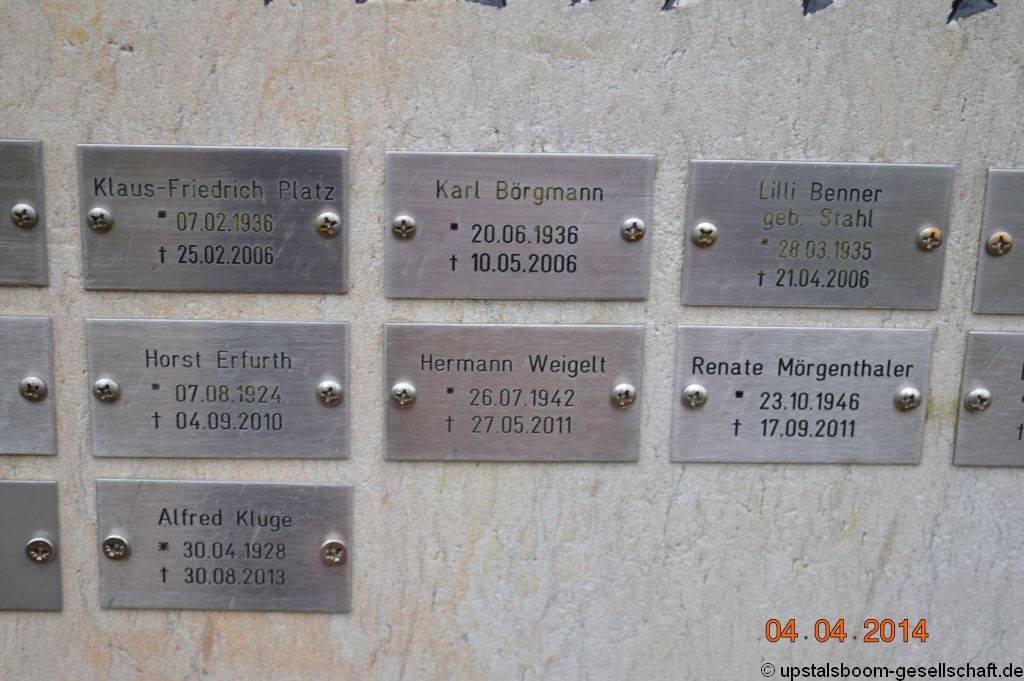 Klaus-Friedrich Platz
* 07.02.1936
† 25.02.2006
Karl Börgmann
* 20.06.1936
† 10.05.2006
Lilli Benner
geb. Stahl
* 28.03.1935
† 21.04.2006
Horst Erfurth
* 07.08.1924
† 04.09.2010
Hermann Weigelt
* 26.07.1942
† 27.05.2011
Renate Mörgenthaler
* 23.10.1946
† 17.09.2011
Alfred Kluge
* 30.04.1928
† 30.08.2013
04.04.2014
© upstalsboom-gesellschaft.de